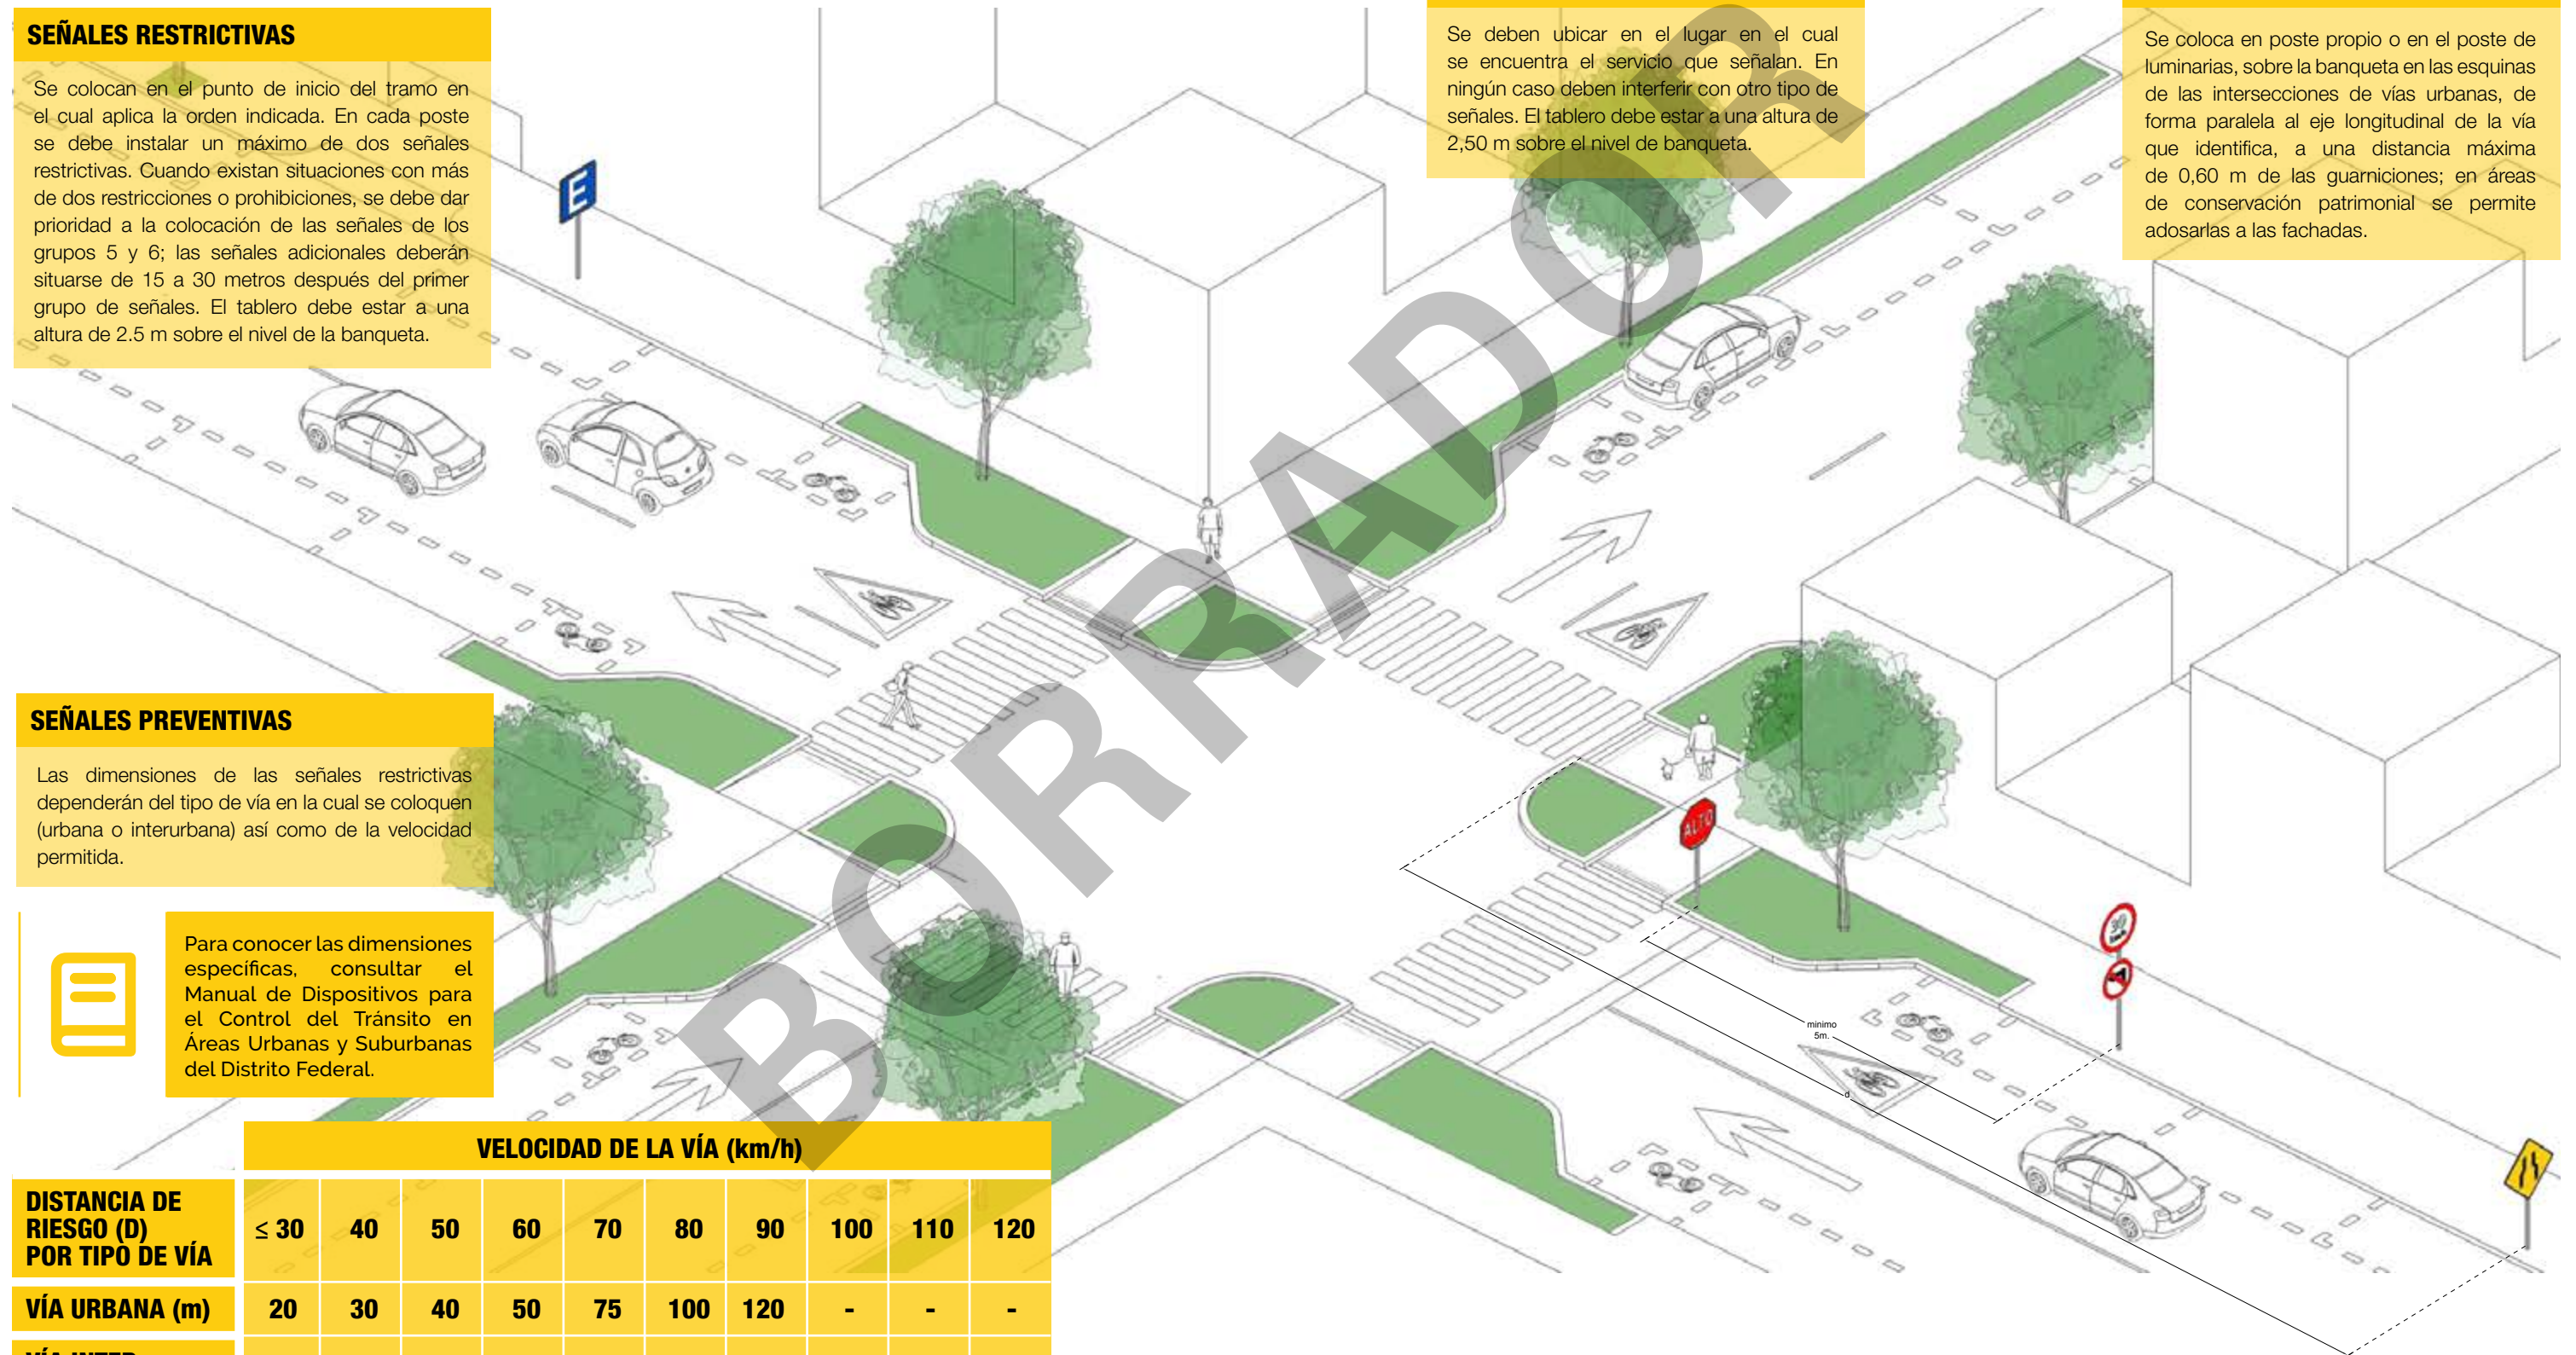 SEÑALES RESTRICTIVAS
Se colocan en el punto de inicio del tramo en
el cual aplica la orden indicada. En cada poste
se debe instalar un máximo de dos señales
restrictivas. Cuando existan situaciones con más
de dos restricciones o prohibiciones, se debe dar
prioridad a la colocación de las señales de los
grupos 5 y 6; las señales adicionales deberán
situarse de 15 a 30 metros después del primer
grupo de señales. El tablero debe estar a una
altura de 2.5 m sobre el nivel de la banqueta.
Se deben ubicar en el lugar en el cual
se encuentra el servicio que señalan. En
ningún caso deben interferir con otro tipo de
señales. El tablero debe estar a una altura de
2,50 m sobre el nivel de banqueta.
Se coloca en poste propio o en el poste de
luminarias, sobre la banqueta en las esquinas
de las intersecciones de vías urbanas, de
forma paralela al eje longitudinal de la vía
que identifica, a una distancia máxima
de 0,60 m de las guarniciones; en áreas
de conservación patrimonial se permite
adosarlas a las fachadas.
E
BORRADOR
SEÑALES PREVENTIVAS
Las dimensiones de las señales restrictivas
dependerán del tipo de vía en la cual se coloquen
(urbana o interurbana) así como de la velocidad
permitida.
Para conocer las dimensiones
específicas, consultar el
Manual de Dispositivos para
el Control del Tránsito en
Áreas Urbanas y Suburbanas
del Distrito Federal.
ALTO
minimo
5m.
d
VELOCIDAD DE LA VÍA (km/h)
DISTANCIA DE
RIESGO (D)
POR TIPO DE VÍA
≤ 30 40 50 60 70 80 90 100 110 120
VÍA URBANA (m) 20 30 40 50 75 100 120 - - -